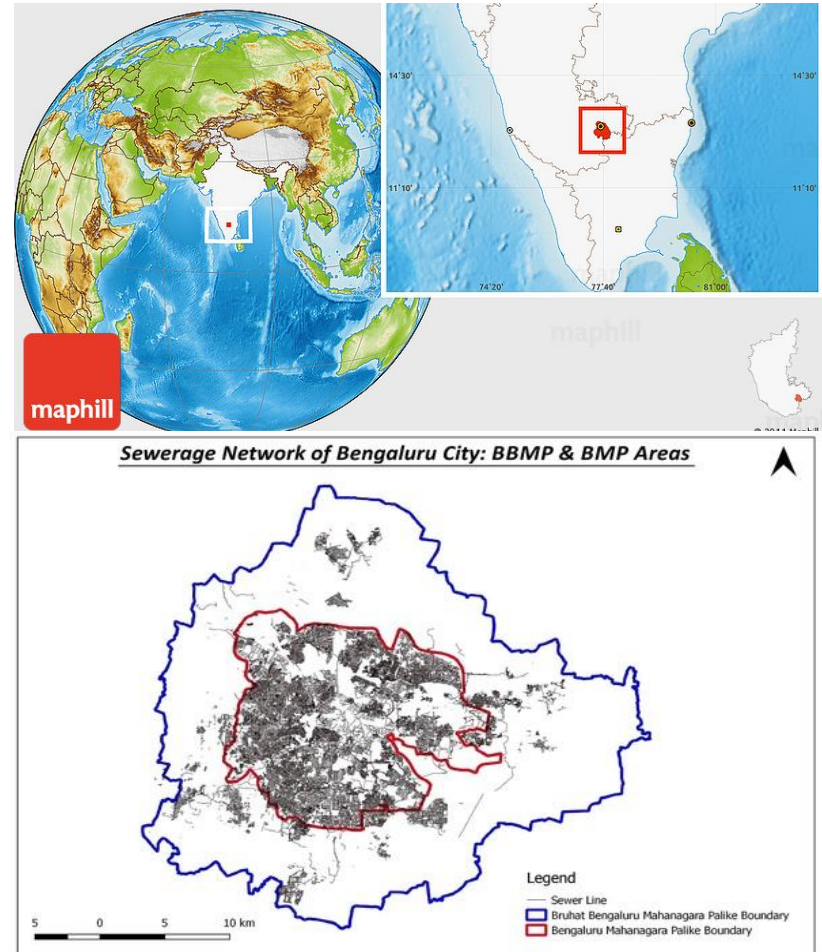 14°30'
14°30'
11°10'
11°10'
74°20'
77°40'
81°00'
maphill
maphill
maphill
Sewerage Network of Bengaluru City: BBMP & BMP Areas
Legend
Sewer Line
Bruhat Bengaluru Mahanagara Palike Boundary
Bengaluru Mahanagara Palike Boundary
5 0 5 10 km